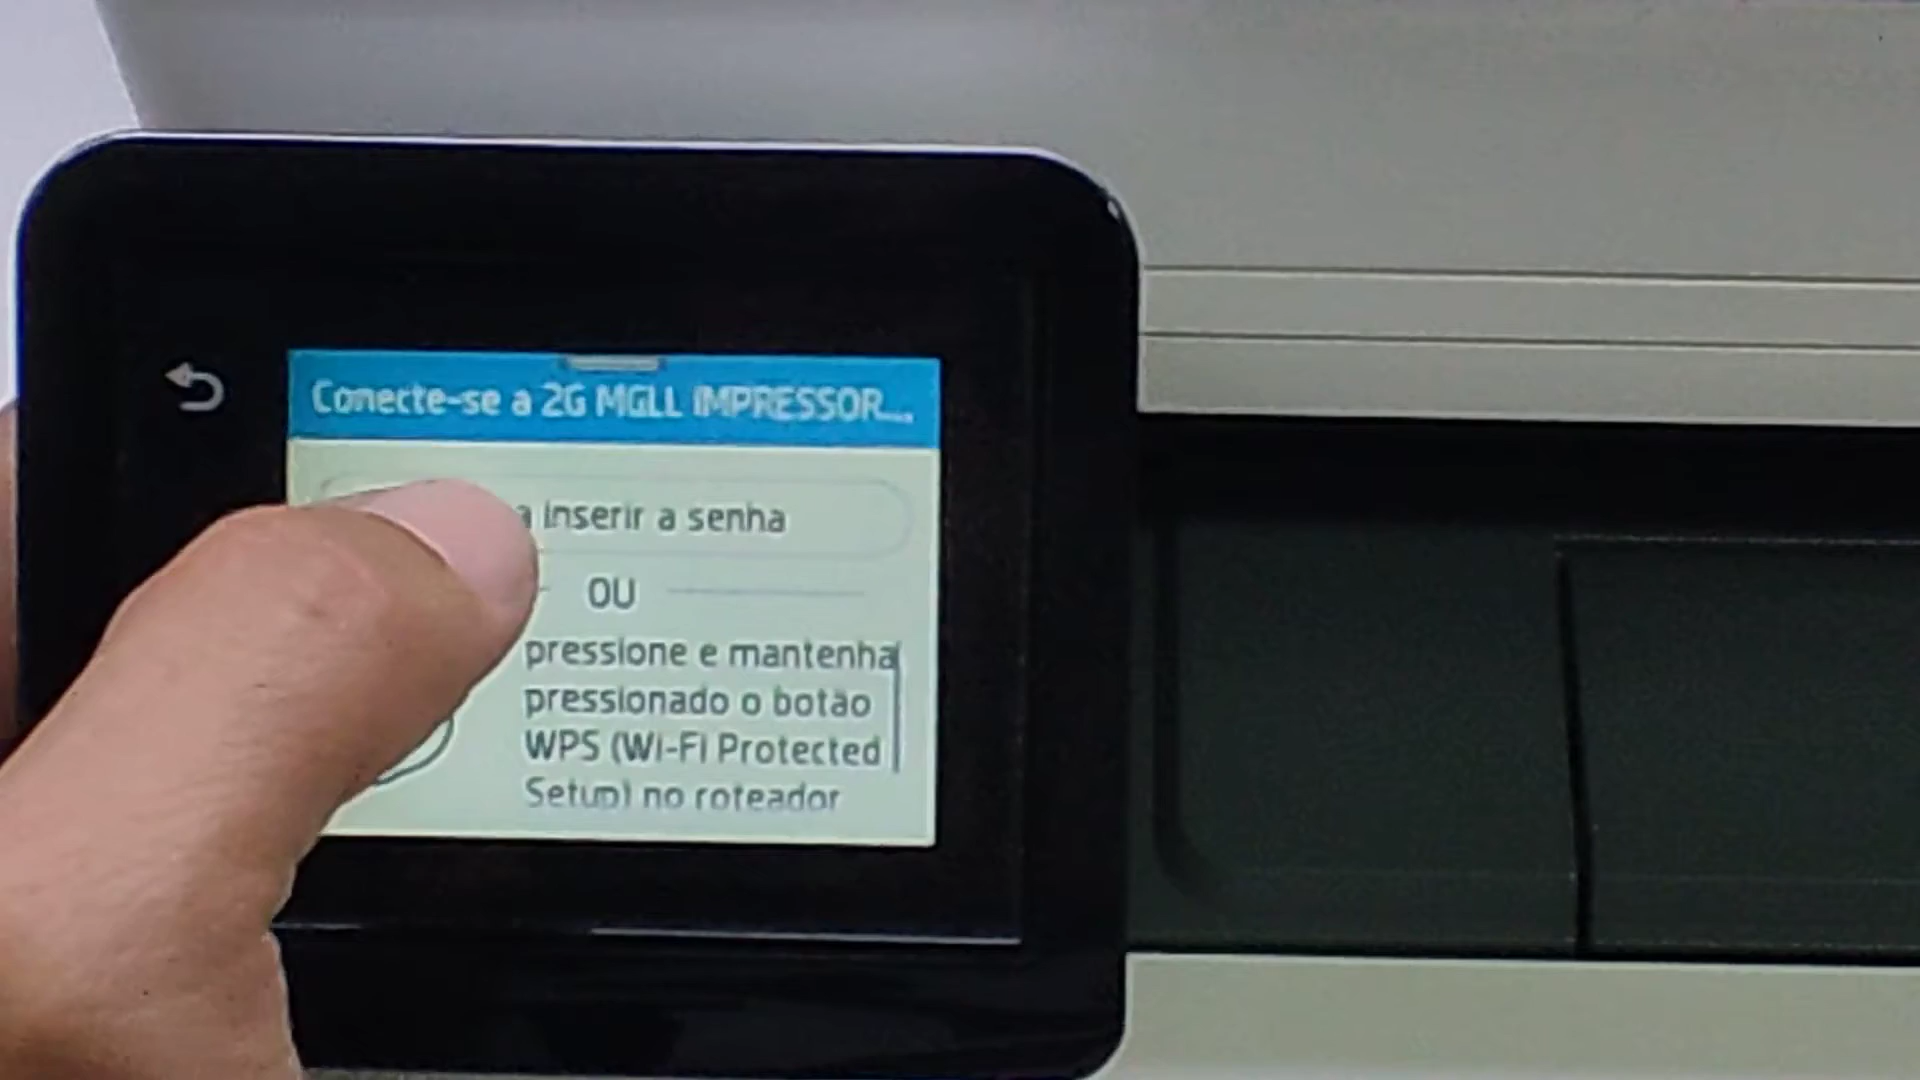 Conecte-se a 2G MGLL IMPRESSOR...
a inserir a senha
OU
pressione e mantenha
pressionado o botão
WPS (Wi-Fi Protected
Setup) no roteador